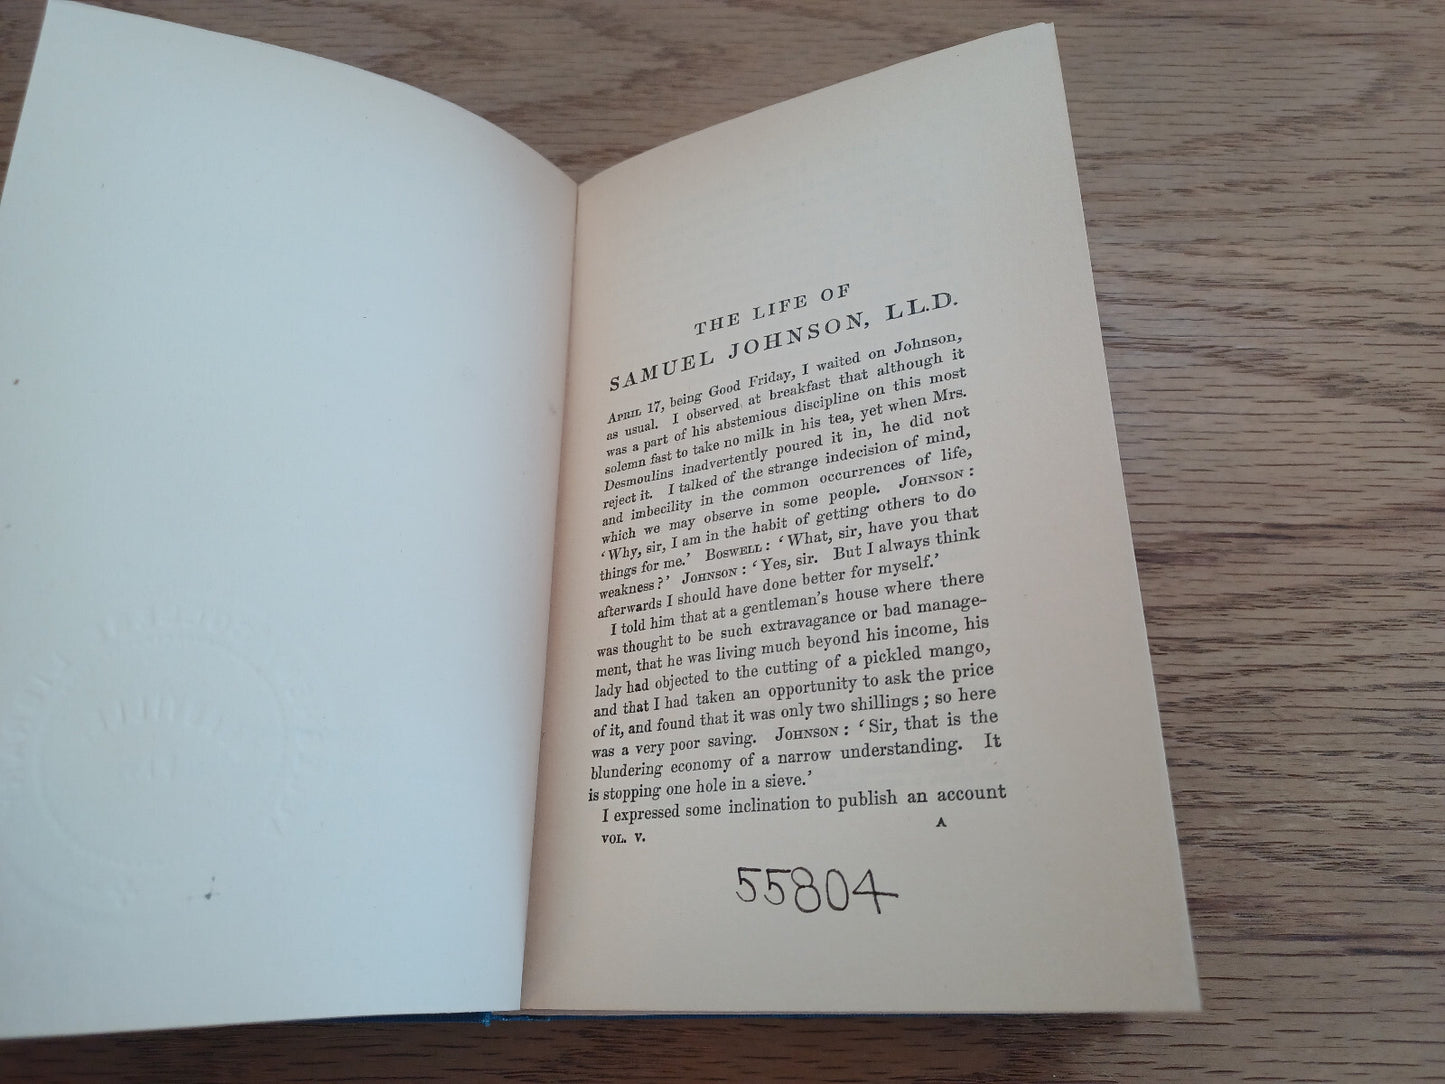 THE LIFE OF
SAMUEL JOHNSON, LL.D.
APRIL 17, being Good Friday, I waited on Johnson,
as usual. I observed at breakfast that although it
was a part of his abstemious discipline on this most
solemn fast to take no milk in his tea, yet when Mrs.
Desmoulins inadvertently poured it in, he did not
reject it. I talked of the strange indecision of mind,
and imbecility in the common occurrences of life,
which we may observe in some people. JOHNSON:
‘Why, sir, I am in the habit of getting others to do
things for me.’ BOSWELL: ‘What, sir, have you that
weakness?’ JOHNSON: ‘Yes, sir. But I always think
afterwards I should have done better for myself.’
I told him that at a gentleman’s house where there
was thought to be such extravagance or bad manage-
ment, that he was living much beyond his income, his
lady had objected to the cutting of a pickled mango,
and that I had taken an opportunity to ask the price
of it, and found that it was only two shillings; so here
was a very poor saving. JOHNSON: ‘Sir, that is the
blundering economy of a narrow understanding. It
is stopping one hole in a sieve.’
I expressed some inclination to publish an account
VOL. V. A
55804